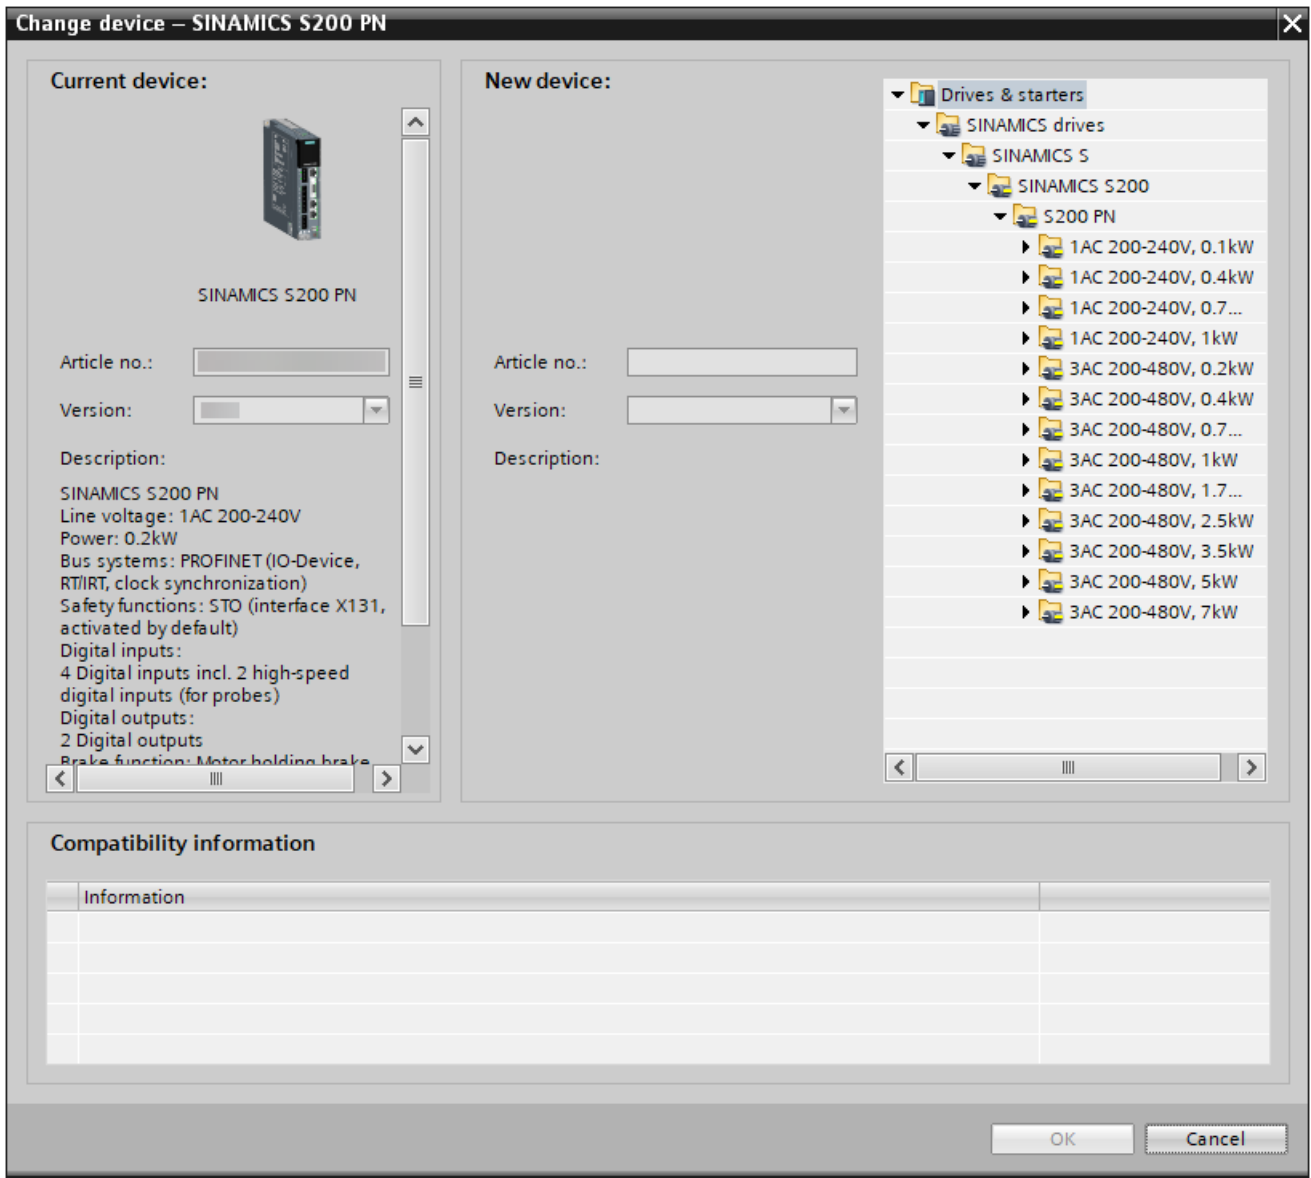 Change device – SINAMICS S200 PN
Current device:
SINAMICS S200 PN
Article no.:
Version:
Description:
SINAMICS S200 PN
Line voltage: 1AC 200-240V
Power: 0.2kW
Bus systems: PROFINET (IO-Device,
RT/IRT, clock synchronization)
Safety functions: STO (interface X131,
activated by default)
Digital inputs:
4 Digital inputs incl. 2 high-speed
digital inputs (for probes)
Digital outputs:
2 Digital outputs
Brake function: Motor holding brake
New device:
Article no.:
Version:
Description:
Drives & starters
SINAMICS drives
SINAMICS S
SINAMICS S200
S200 PN
1AC 200-240V, 0.1kW
1AC 200-240V, 0.4kW
1AC 200-240V, 0.7...
1AC 200-240V, 1kW
3AC 200-480V, 0.2kW
3AC 200-480V, 0.4kW
3AC 200-480V, 0.7...
3AC 200-480V, 1kW
3AC 200-480V, 1.7...
3AC 200-480V, 2.5kW
3AC 200-480V, 3.5kW
3AC 200-480V, 5kW
3AC 200-480V, 7kW
Compatibility information
Information
OK
Cancel